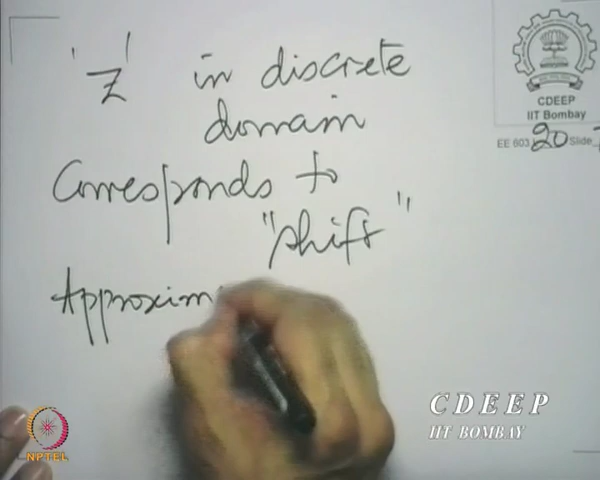 'Z' in discrete
domain
Corresponds to
"shift"
Approxim
CDEEP
IIT Bombay
EE 603 20 Slide
CDEEP
IIT BOMBAY
NPTEL